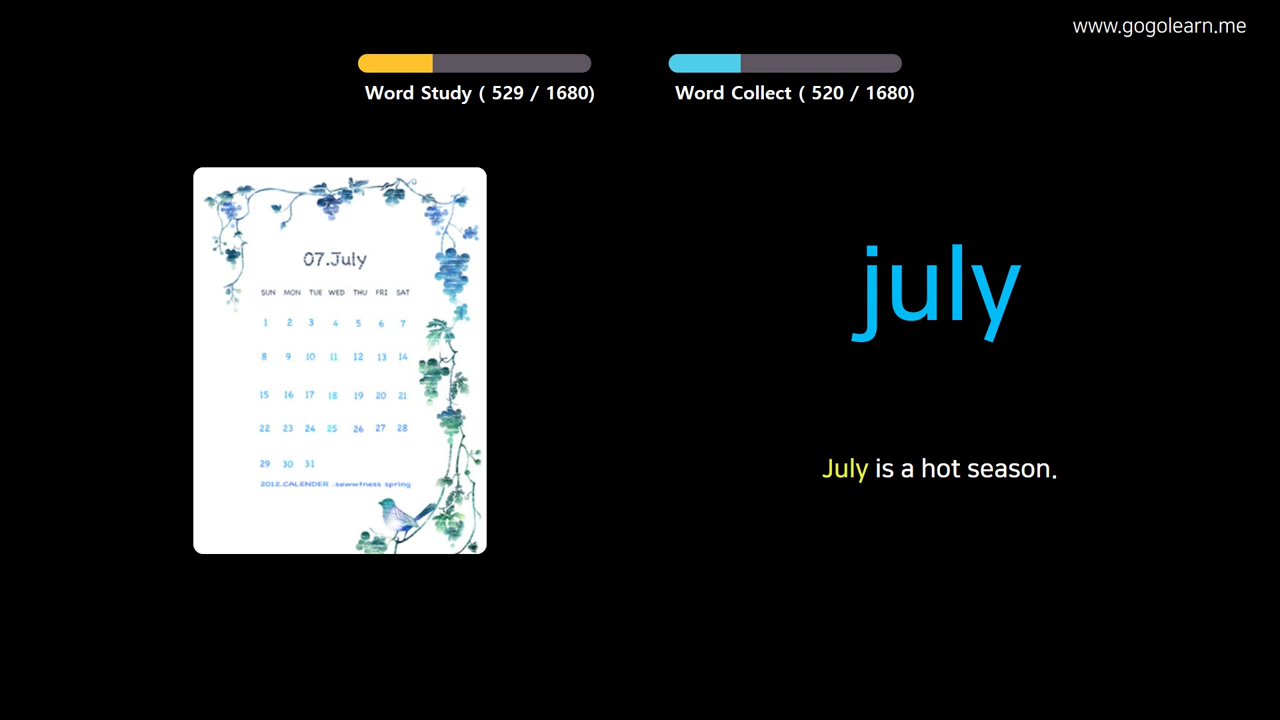 www.gogolearn.me
Word Study ( 529 / 1680)
Word Collect ( 520 / 1680)
07.July
SUN MON TUE WED THU FRI SAT
1 2 3 4 5 6 7
8 9 10 11 12 13 14
15 16 17 18 19 20 21
22 23 24 25 26 27 28
29 30 31
2012.CALENDER .sewwtness spring
july
July is a hot season.